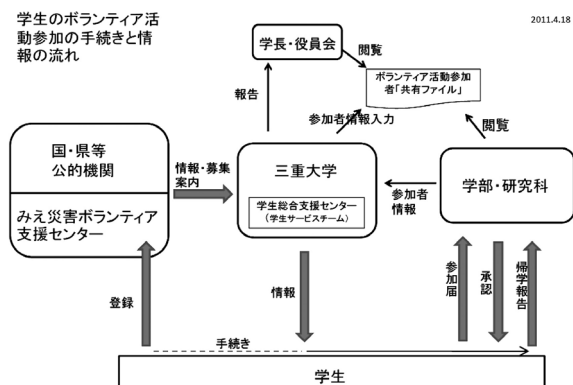 学生のボランティア活
動参加の手続きと情
報の流れ
2011.4.18
学長・役員会
閲覧
ボランティア活動参加
者「共有ファイル」
報告
参加者情報入力
閲覧
国・県等
公的機関
情報・募集
案内
三重大学
学部・研究科
みえ災害ボランティア
支援センター
学生総合支援センター
（学生サービスチーム）
参加者
情報
登録
情報
参加届
承認
帰学報告
手続き
学生